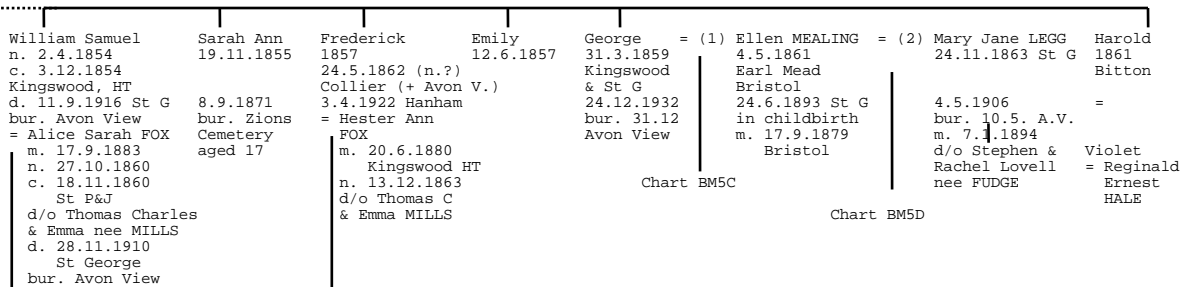 William Samuel
n. 2.4.1854
c. 3.12.1854
Kingswood, HT
d. 11.9.1916 St G
bur. Avon View
= Alice Sarah FOX
m. 17.9.1883
n. 27.10.1860
c. 18.11.1860
St P&J
d/o Thomas Charles
& Emma nee MILLS
d. 28.11.1910
St George
bur. Avon View
Sarah Ann
19.11.1855
8.9.1871
bur. Zions
Cemetery
aged 17
Frederick
1857
24.5.1862 (n.?)
Collier (+ Avon V.)
3.4.1922 Hanham
= Hester Ann
FOX
m. 20.6.1880
Kingswood HT
n. 13.12.1863
d/o Thomas C
& Emma MILLS
Emily
12.6.1857
George
31.3.1859
Kingswood
& St G
24.12.1932
bur. 31.12
Avon View
= (1)
Chart BM5C
Ellen MEALING
4.5.1861
Earl Mead
Bristol
24.6.1893 St G
in childbirth
m. 17.9.1879
Bristol
= (2)
Chart BM5D
Mary Jane LEGG
24.11.1863 St G
4.5.1906
bur. 10.5. A.V.
m. 7.1.1894
d/o Stephen &
Rachel Lovell
nee FUDGE
Harold
1861
Bitton
=
Violet
= Reginald
Ernest
HALE